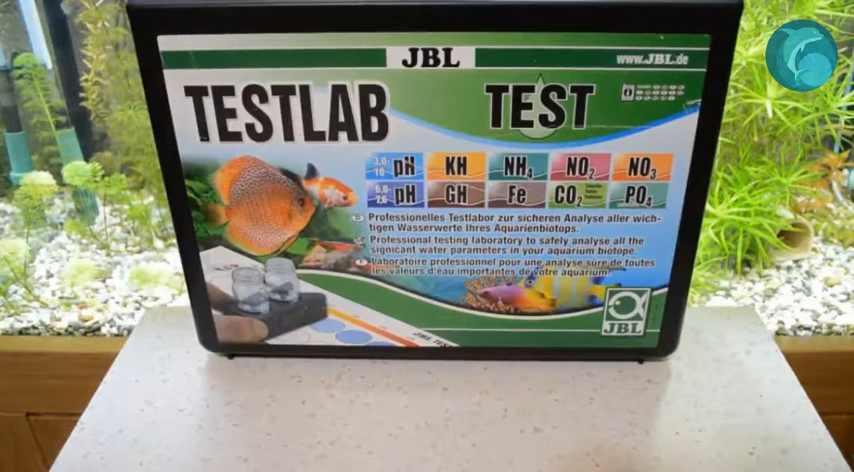 JBL
www.JBL.de
TESTLAB
TEST
3,0-10 pH KH NH4 NO2 NO3
6,0-7,6 pH GH Fe CO2 PO4
Professionelles Testlabor zur sicheren Analyse aller wich-
tigen Wasserwerte Ihres Aquarienbiotops.
Professional testing laboratory to safely analyse all the
signicant water parameters in your aquarium biotope.
Laboratoire professionnel pour une analyse sûre de toutes
les valeurs d'eau importantes de votre aquarium.
JBL
JBL TES